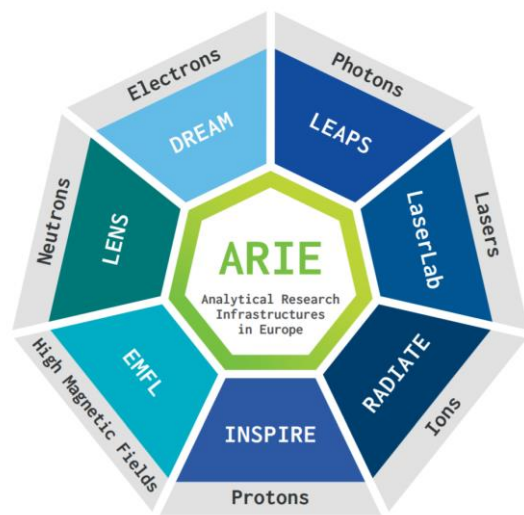 Electrons
DREAM
Photons
LEAPS
Lasers
LaserLab
Ions
RADIATE
Protons
INSPIRE
High Magnetic Fields
EMFL
Neutrons
LENS
ARIE
Analytical Research
Infrastructures
in Europe